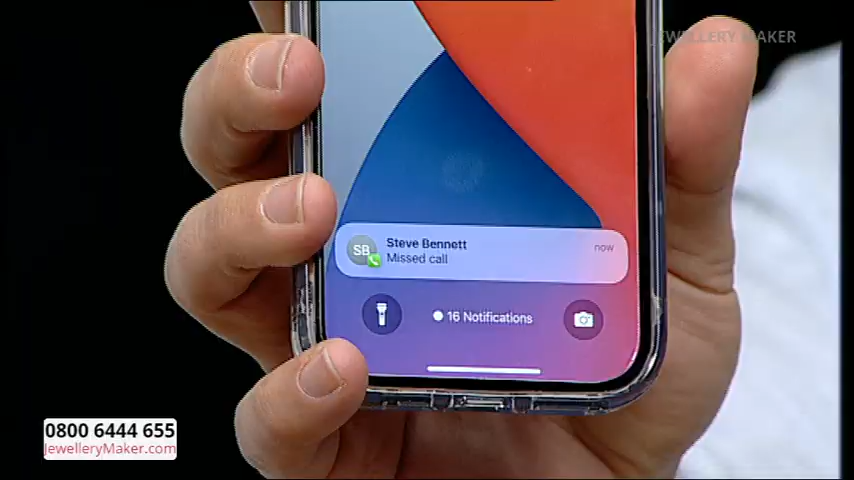 JEWELLERY MAKER
SB
Steve Bennett
now
Missed call
16 Notifications
0800 6444 655
JewelleryMaker.com